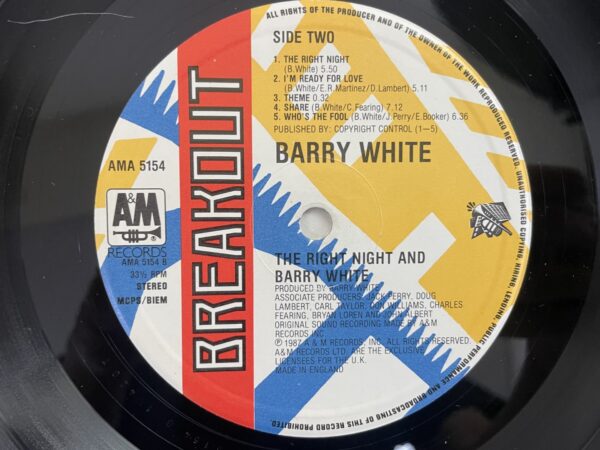 ALL RIGHTS OF THE PRODUCER AND OF THE OWNER OF THE WORK REPRODUCED RESERVED. UNAUTHORISED COPYING, HIRING, LENDING, PUBLIC PERFORMANCE AND BROADCASTING OF THIS RECORD PROHIBITED.
SIDE TWO
1. THE RIGHT NIGHT
(B.White) 5.50
2. I'M READY FOR LOVE
(B.White/E.R.Martinez/D.Lambert) 5.11
3. THEME 0.32
4. SHARE (B.White/C.Fearing) 7.12
5. WHO'S THE FOOL (B.White/J.Perry/E.Booker) 6.36
PUBLISHED BY: COPYRIGHT CONTROL (1—5)
BARRY WHITE
BREAKOUT
AMA 5154
A&M
RECORDS
AMA 5154 B
33⅓ RPM
STEREO
MCPS/BIEM
THE RIGHT NIGHT AND
BARRY WHITE
PRODUCED BY BARRY WHITE
ASSOCIATE PRODUCERS: JACK PERRY, DOUG
LAMBERT, CARL TAYLOR, DON WILLIAMS, CHARLES
FEARING, BRYAN LOREN AND JOHN ALBERT
ORIGINAL SOUND RECORDING MADE BY A&M
RECORDS INC
℗ 1987 A & M RECORDS, INC. ALL RIGHTS RESERVED.
A&M RECORDS LTD. ARE THE EXCLUSIVE
LICENSEES FOR THE U.K.
MADE IN ENGLAND